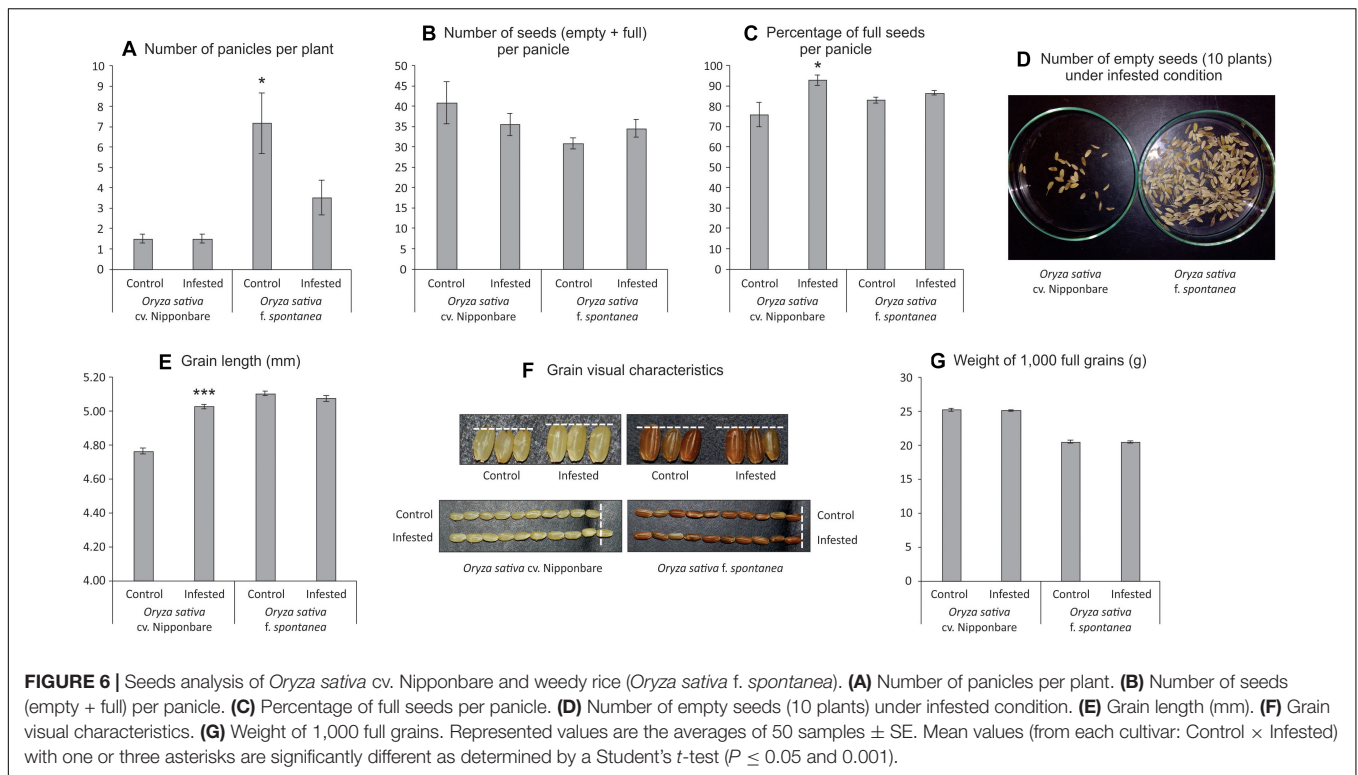 A Number of panicles per plant
10
9
8
7
6
5
4
3
2
1
0
*
Control Infested Control Infested
Oryza sativa Oryza sativa
cv. Nipponbare f. spontanea
B Number of seeds (empty + full)
per panicle
50
45
40
35
30
25
20
15
10
5
0
Control Infested Control Infested
Oryza sativa Oryza sativa
cv. Nipponbare f. spontanea
C Percentage of full seeds
per panicle
100
90
80
70
60
50
40
30
20
10
0
*
Control Infested Control Infested
Oryza sativa Oryza sativa
cv. Nipponbare f. spontanea
D Number of empty seeds (10 plants)
under infested condition
Oryza sativa Oryza sativa
cv. Nipponbare f. spontanea
E Grain length (mm)
5.20
5.00
4.80
4.60
4.40
4.20
4.00
***
Control Infested Control Infested
Oryza sativa Oryza sativa
cv. Nipponbare f. spontanea
F Grain visual characteristics
Control Infested Control Infested
Control Control
Infested Infested
Oryza sativa cv. Nipponbare Oryza sativa f. spontanea
G Weight of 1,000 full grains (g)
30
25
20
15
10
5
0
Control Infested Control Infested
Oryza sativa Oryza sativa
cv. Nipponbare f. spontanea
FIGURE 6 | Seeds analysis of Oryza sativa cv. Nipponbare and weedy rice (Oryza sativa f. spontanea). (A) Number of panicles per plant. (B) Number of seeds
(empty + full) per panicle. (C) Percentage of full seeds per panicle. (D) Number of empty seeds (10 plants) under infested condition. (E) Grain length (mm). (F) Grain
visual characteristics. (G) Weight of 1,000 full grains. Represented values are the averages of 50 samples ± SE. Mean values (from each cultivar: Control × Infested)
with one or three asterisks are significantly different as determined by a Student's t-test (P ≤ 0.05 and 0.001).